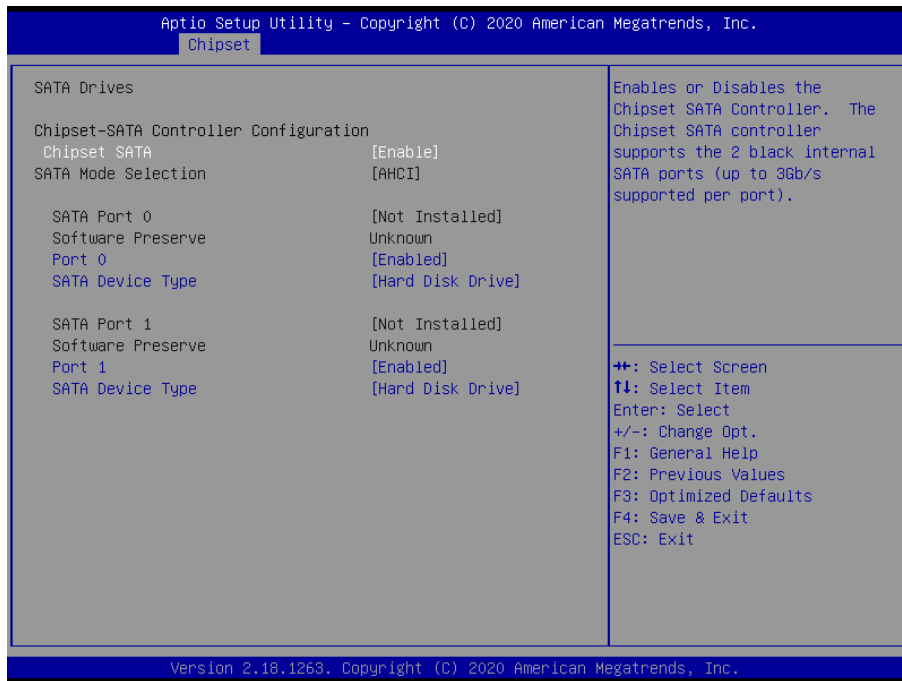 Aptio Setup Utility – Copyright (C) 2020 American Megatrends, Inc.
Chipset
SATA Drives
Chipset-SATA Controller Configuration
Chipset SATA [Enable]
SATA Mode Selection [AHCI]
SATA Port 0 [Not Installed]
Software Preserve Unknown
Port 0 [Enabled]
SATA Device Type [Hard Disk Drive]
SATA Port 1 [Not Installed]
Software Preserve Unknown
Port 1 [Enabled]
SATA Device Type [Hard Disk Drive]
Enables or Disables the
Chipset SATA Controller. The
Chipset SATA controller
supports the 2 black internal
SATA ports (up to 3Gb/s
supported per port).
→←: Select Screen
↑↓: Select Item
Enter: Select
+/-: Change Opt.
F1: General Help
F2: Previous Values
F3: Optimized Defaults
F4: Save & Exit
ESC: Exit
Version 2.18.1263. Copyright (C) 2020 American Megatrends, Inc.